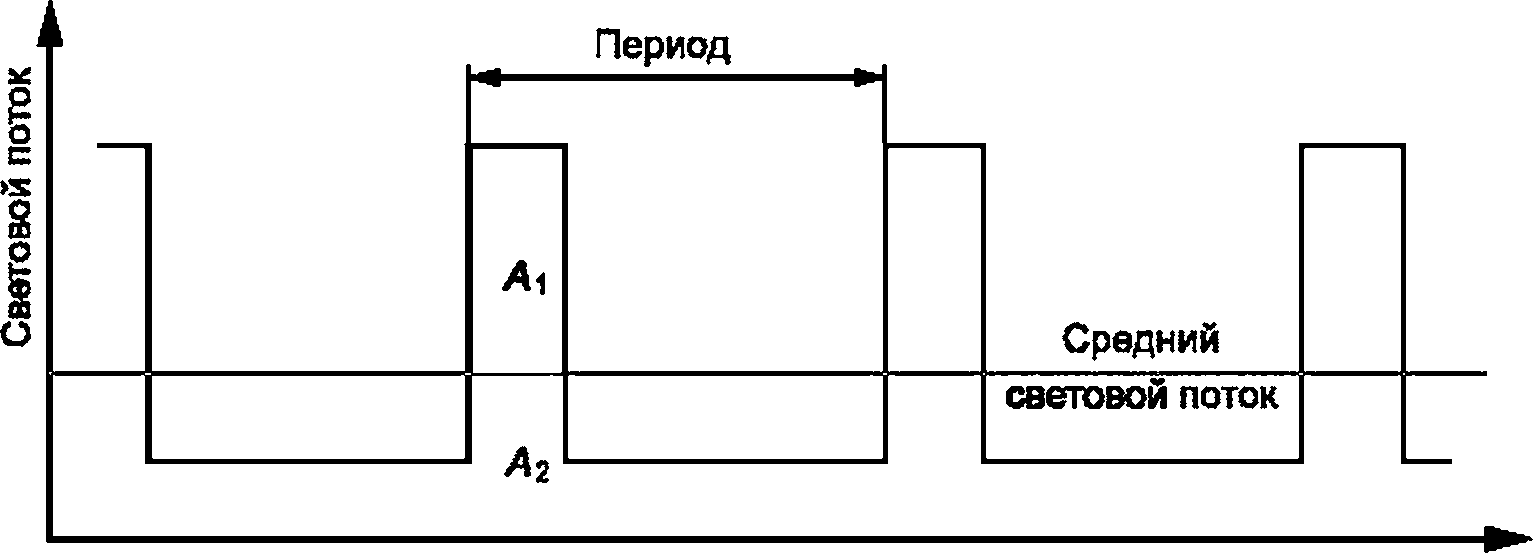 Период
Световой поток
A1
Средний
световой поток
A2